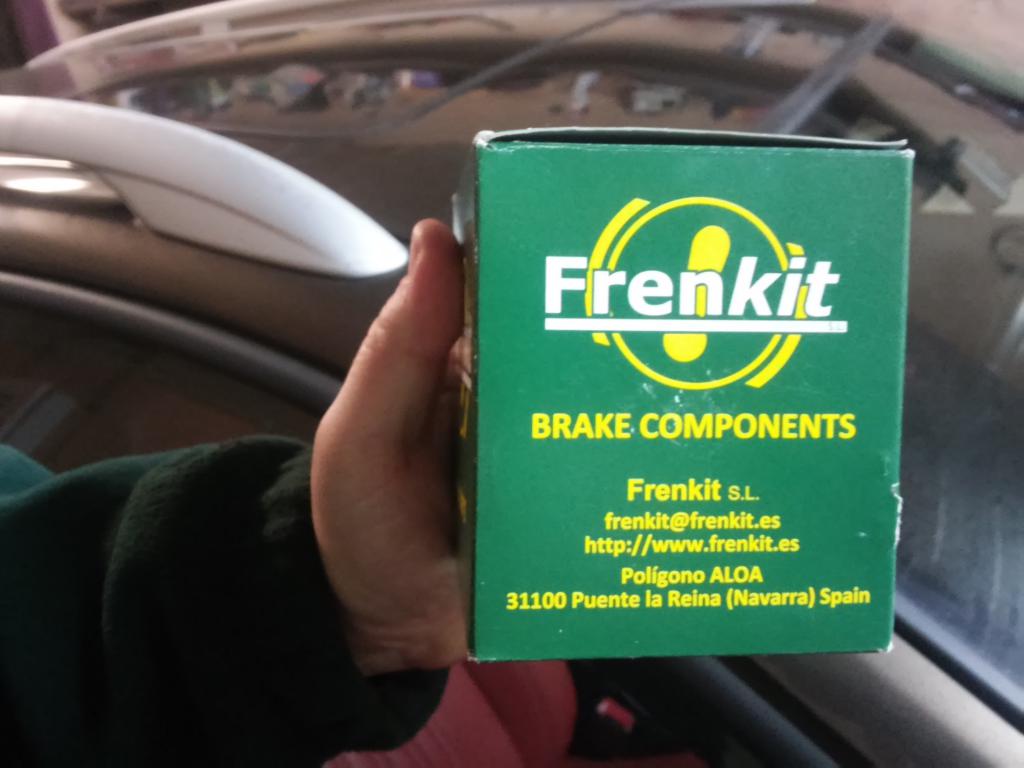 Frenkit
S.L.
BRAKE COMPONENTS
Frenkit S.L.
frenkit@frenkit.es
http://www.frenkit.es
Polígono ALOA
31100 Puente la Reina (Navarra) Spain